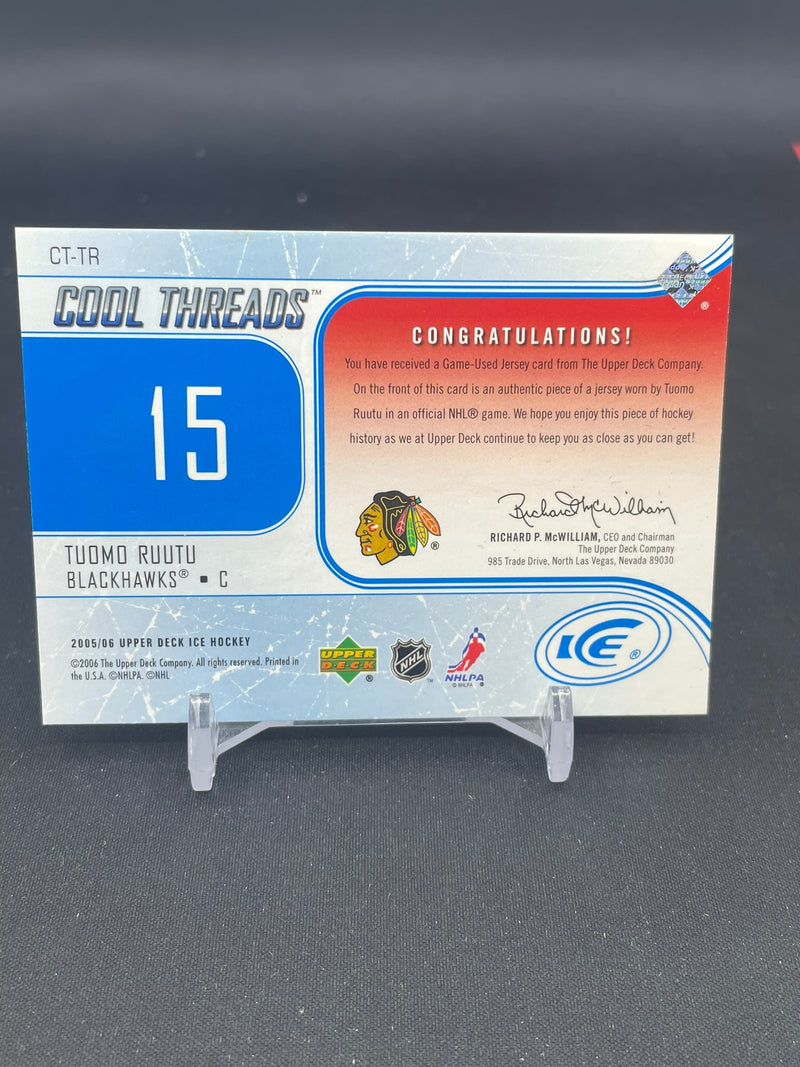 CT-TR
COOL THREADS™
15
TUOMO RUUTU
BLACKHAWKS® ▪ C
CONGRATULATIONS!
You have received a Game-Used Jersey card from The Upper Deck Company.
On the front of this card is an authentic piece of a jersey worn by Tuomo
Ruutu in an official NHL® game. We hope you enjoy this piece of hockey
history as we at Upper Deck continue to keep you as close as you can get!
®
Richard McWilliam
RICHARD P. McWILLIAM, CEO and Chairman
The Upper Deck Company
985 Trade Drive, North Las Vegas, Nevada 89030
®
2005/06 UPPER DECK ICE HOCKEY
©2006 The Upper Deck Company. All rights reserved. Printed in
the U.S.A. ©NHLPA. ©NHL
UPPER
DECK
®
NHL
™
NHLPA
© NHLPA ®
ICE®